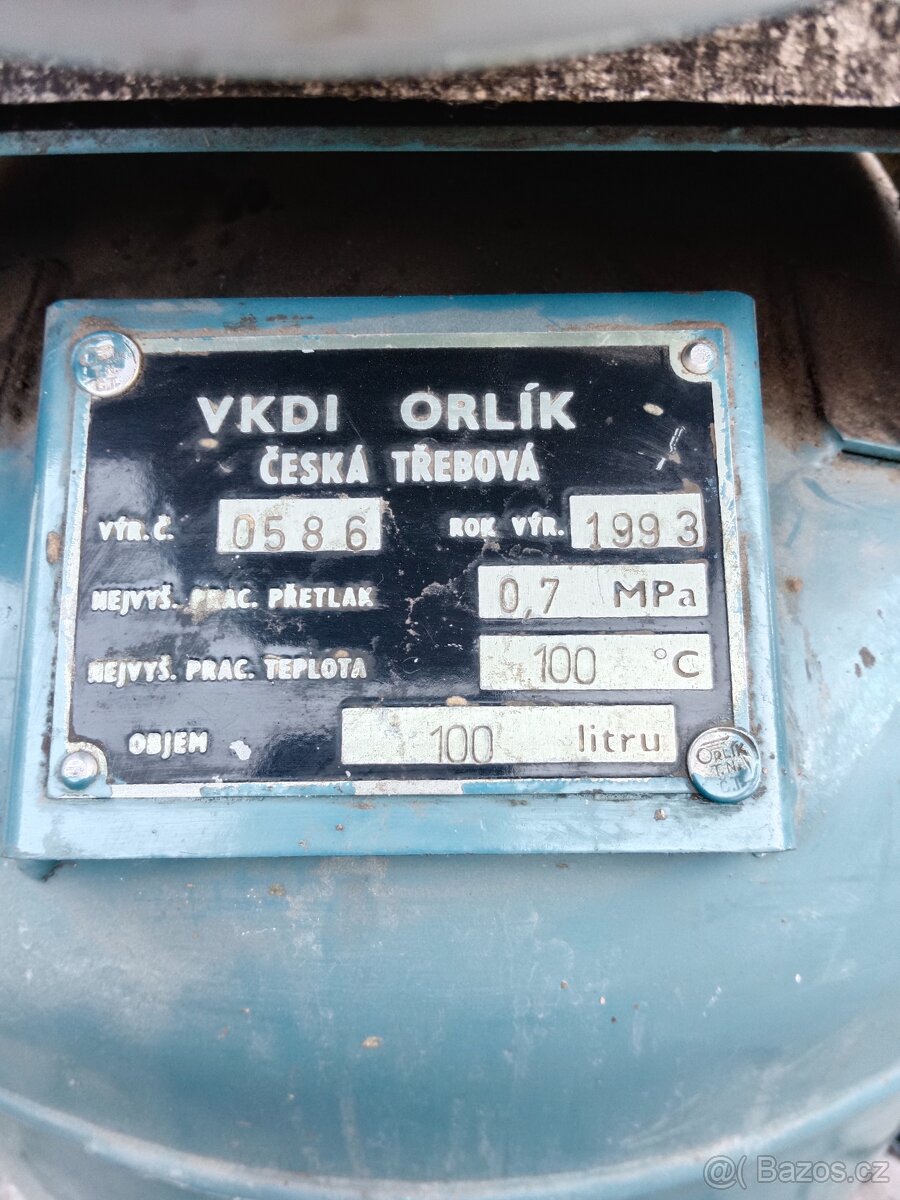 VKDI ORLÍK
ČESKÁ TŘEBOVÁ
VÝR. Č. 0586 ROK VÝR. 1993
NEJVYŠ. PRAC. PŘETLAK 0,7 MPa
NEJVYŠ. PRAC. TEPLOTA 100 °C
OBJEM 100 litru
ORLÍK
@( Bazos.cz